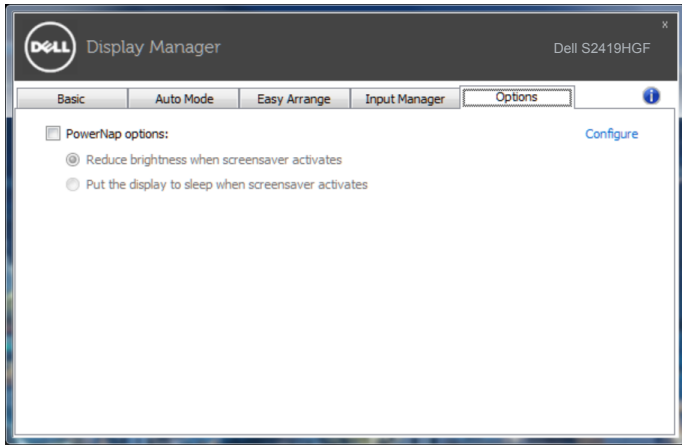 DELL Display Manager
x
Dell S2419HGF
Basic Auto Mode Easy Arrange Input Manager Options i
PowerNap options: Configure
Reduce brightness when screensaver activates
Put the display to sleep when screensaver activates